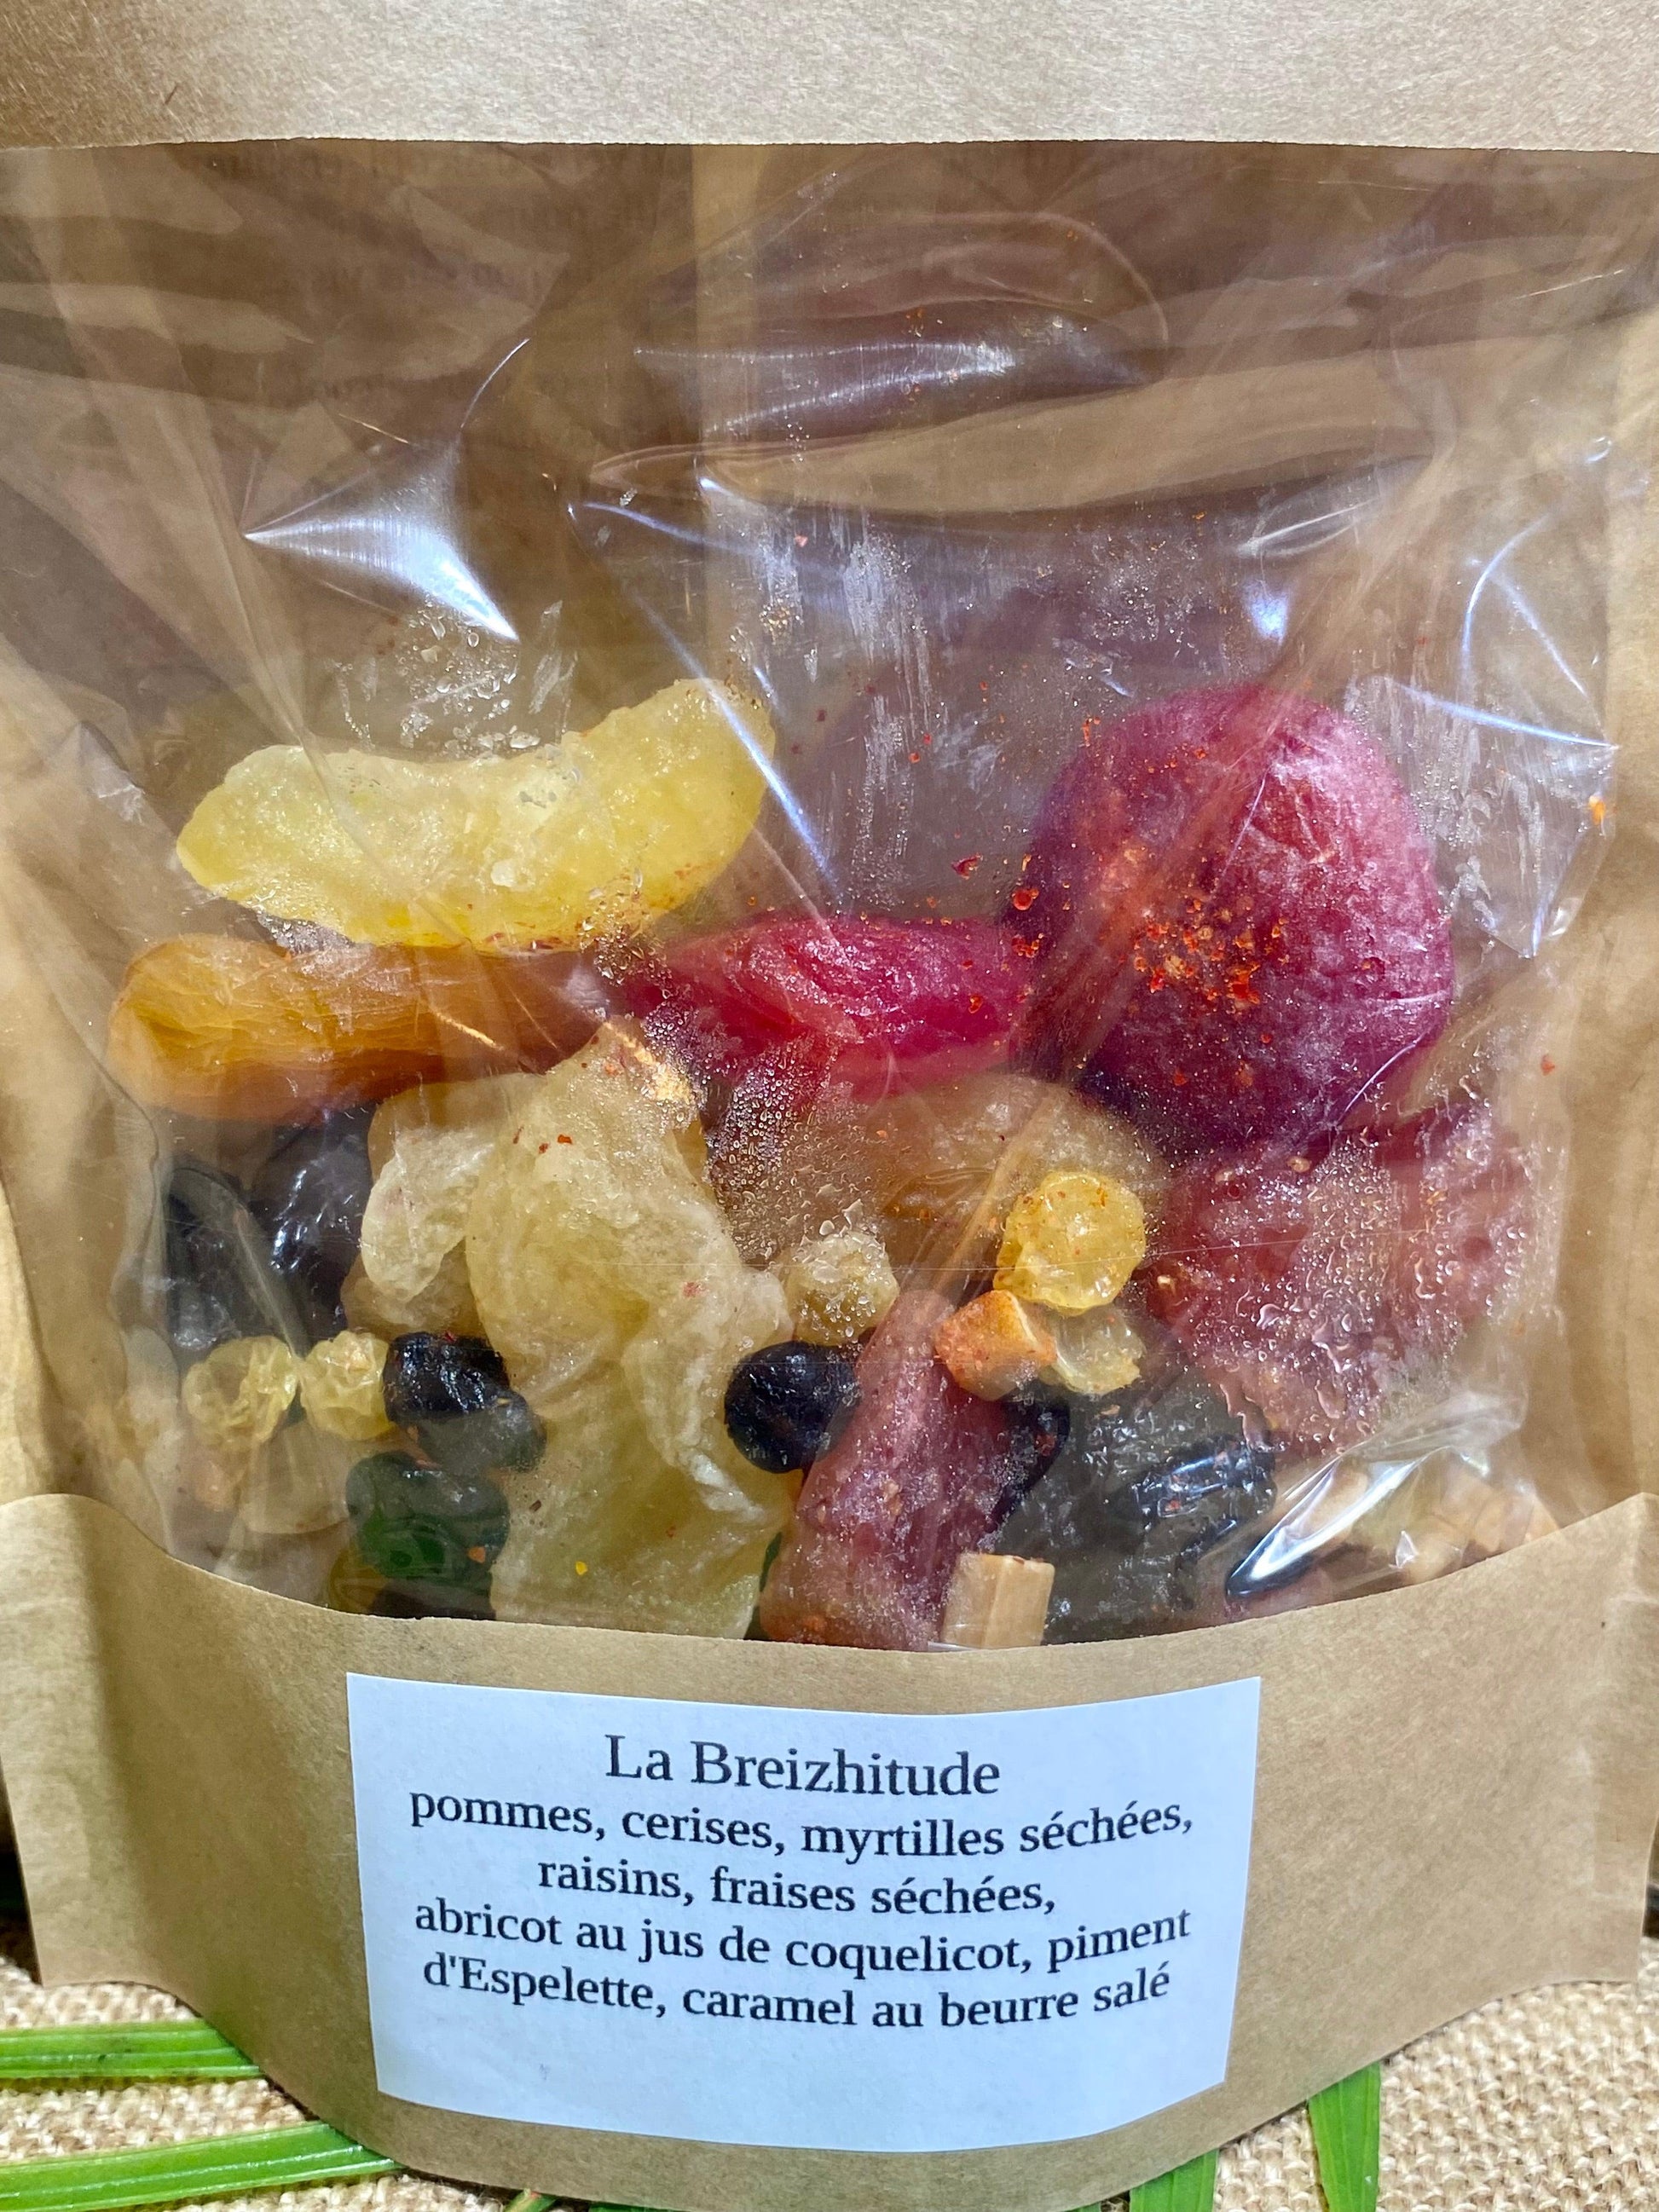 La Breizhitude
pommes, cerises, myrtilles séchées,
raisins, fraises séchées,
abricot au jus de coquelicot, piment
d'Espelette, caramel au beurre salé